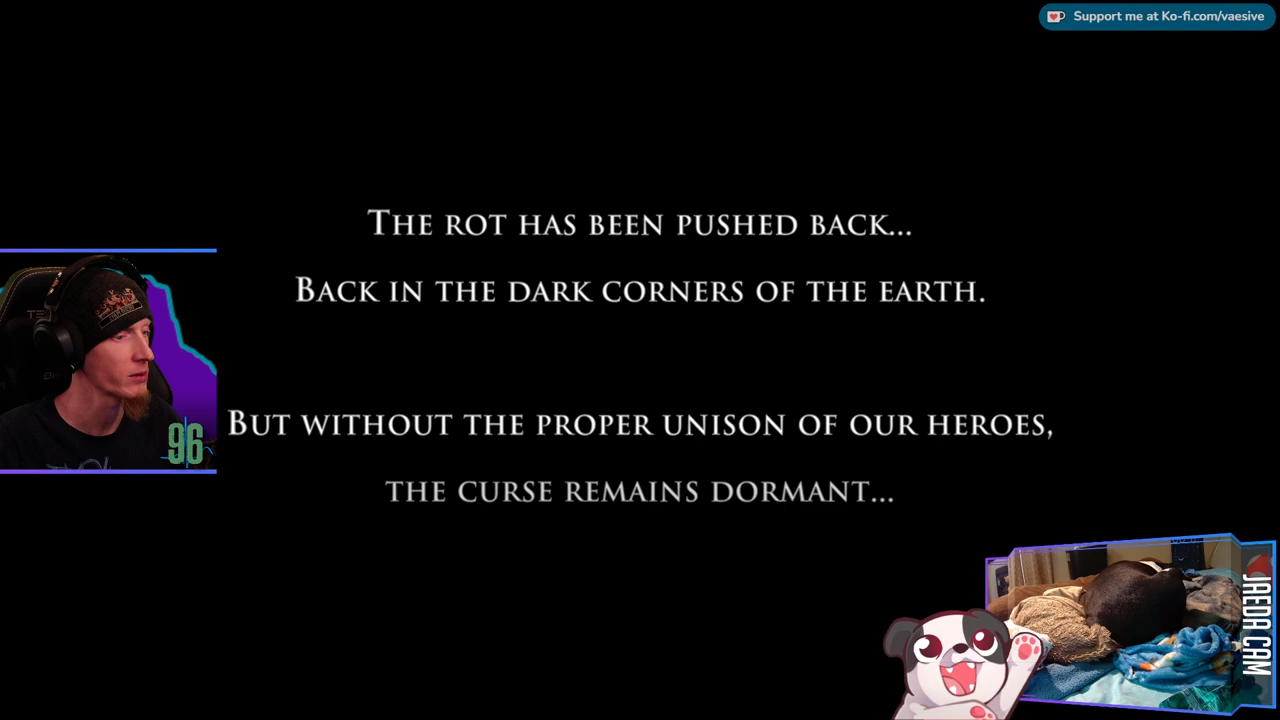 Support me at Ko-fi.com/vaesive
The rot has been pushed back...
Back in the dark corners of the earth.
But without the proper unison of our heroes,
the curse remains dormant...
96
JAEDA CAM